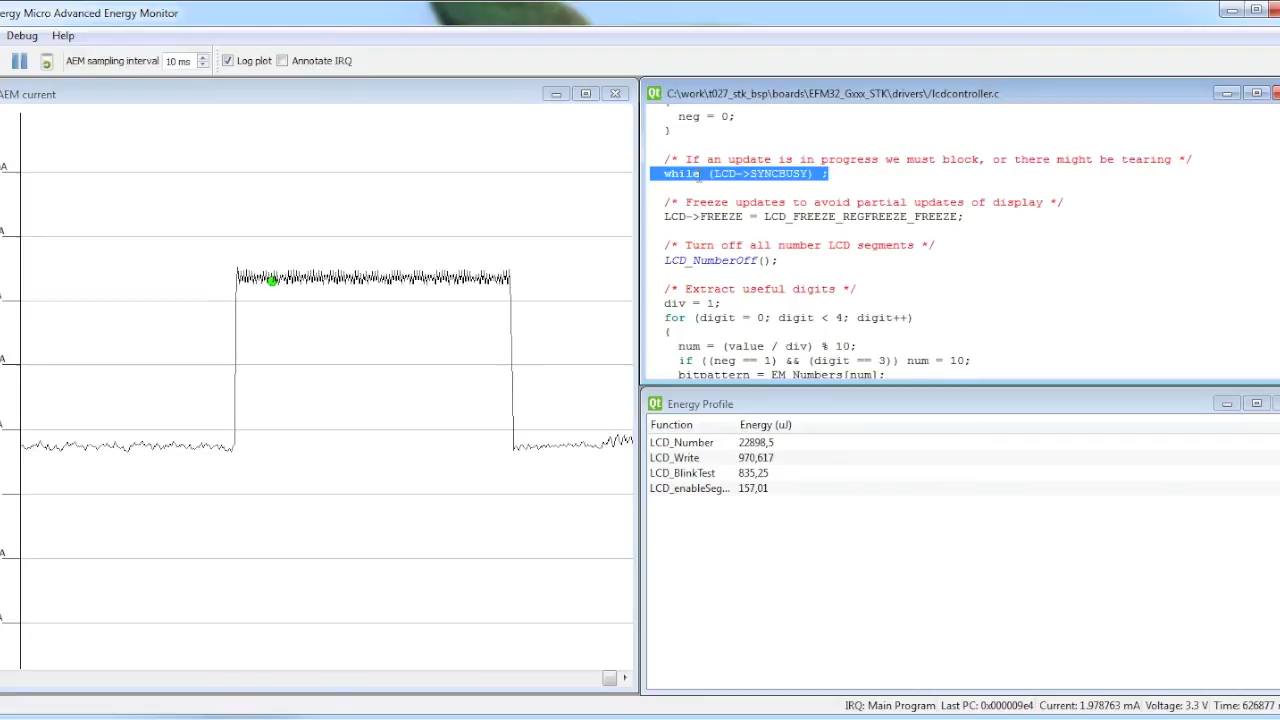 ergy Micro Advanced Energy Monitor
Debug Help
AEM sampling interval 10 ms Log plot Annotate IRQ
AEM current
C:\work\t027_stk_bsp\boards\EFM32_Gxxx_STK\drivers\/lcdcontroller.c
{
neg = 0;
}
/* If an update is in progress we must block, or there might be tearing */
while (LCD->SYNCBUSY) ;
/* Freeze updates to avoid partial updates of display */
LCD->FREEZE = LCD_FREEZE_REGFREEZE_FREEZE;
/* Turn off all number LCD segments */
LCD_NumberOff();
/* Extract useful digits */
div = 1;
for (digit = 0; digit < 4; digit++)
{
num = (value / div) % 10;
if ((neg == 1) && (digit == 3)) num = 10;
bitpattern = EM_Numbers[num];
Energy Profile
Function Energy (uJ)
LCD_Number 22898,5
LCD_Write 970,617
LCD_BlinkTest 835,25
LCD_enableSeg... 157,01
IRQ: Main Program Last PC: 0x000009e4 Current: 1.978763 mA Voltage: 3.3 V Time: 626877